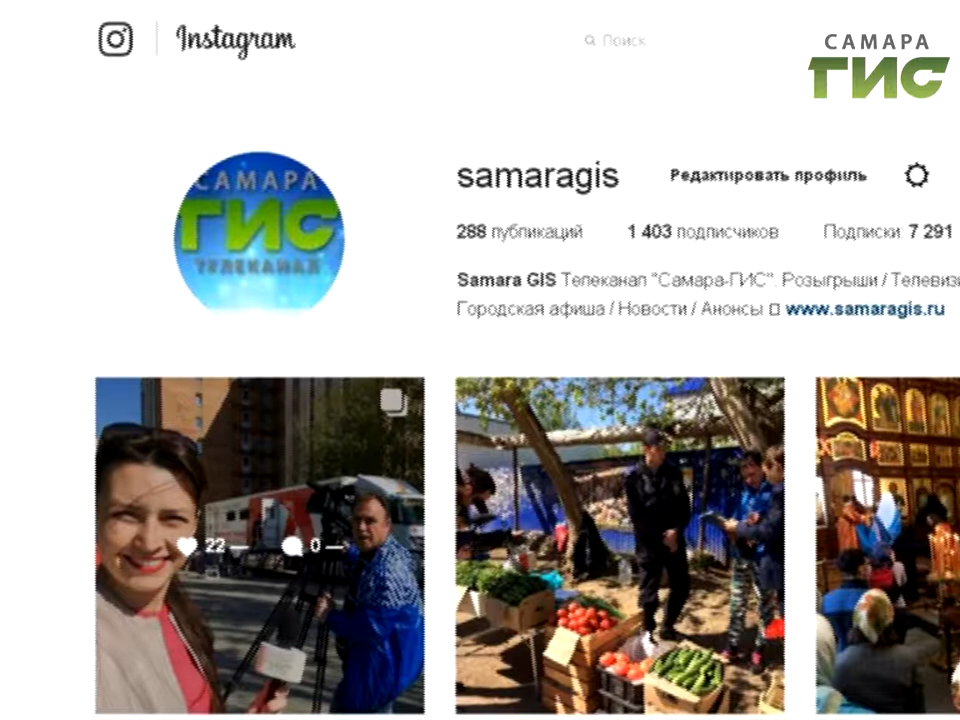 Instagram
Поиск
САМАРА
ГИС
САМАРА
ГИС
ТЕЛЕКАНАЛ
samaragis Редактировать профиль
288 публикаций 1 403 подписчиков Подписки: 7 291
Samara GIS Телеканал "Самара-ГИС". Розыгрыши / Телевиз
Городская афиша / Новости / Анонсы www.samaragis.ru
22 0